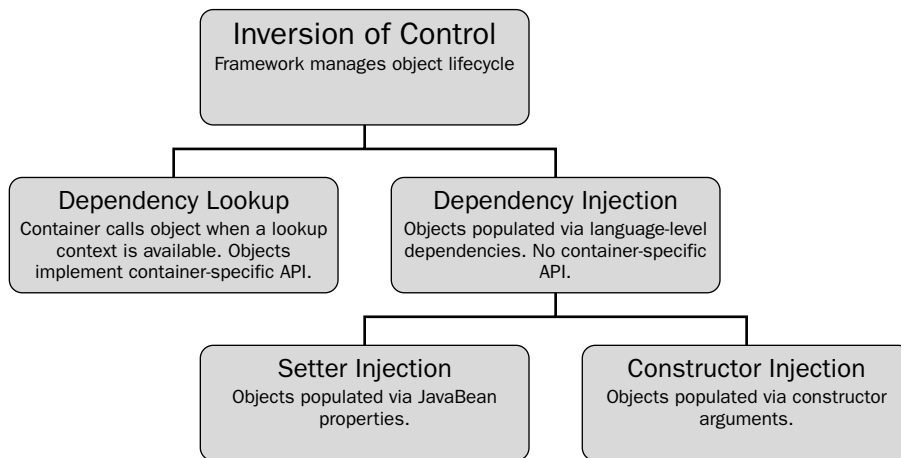 Inversion of Control
Framework manages object lifecycle
Dependency Lookup
Container calls object when a lookup
context is available. Objects
implement container-specific API.
Dependency Injection
Objects populated via language-level
dependencies. No container-specific
API.
Setter Injection
Objects populated via JavaBean
properties.
Constructor Injection
Objects populated via constructor
arguments.